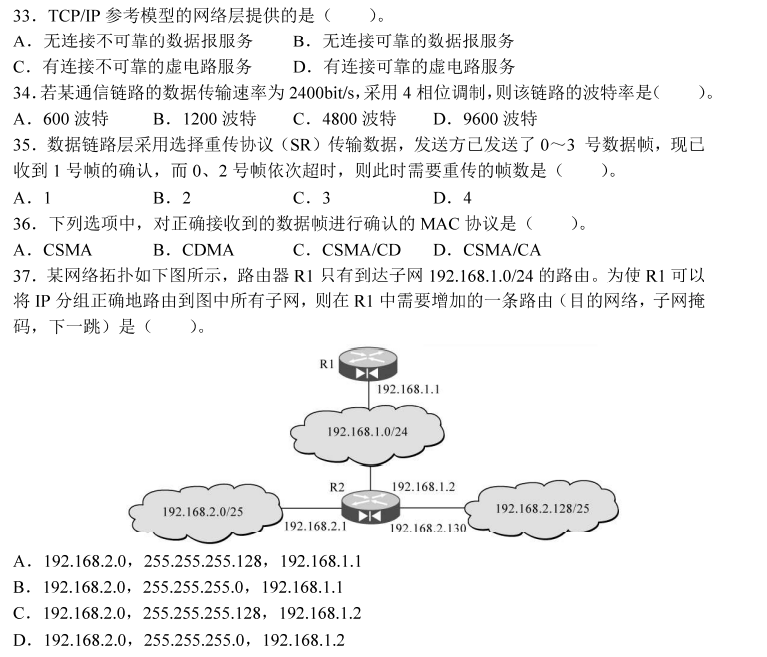 33．TCP/IP 参考模型的网络层提供的是（　　）。
A．无连接不可靠的数据报服务　　B．无连接可靠的数据报服务
C．有连接不可靠的虚电路服务　　D．有连接可靠的虚电路服务
34．若某通信链路的数据传输速率为 2400bit/s，采用 4 相位调制，则该链路的波特率是（　　）。
A．600 波特　　B．1200 波特　　C．4800 波特　　D．9600 波特
35．数据链路层采用选择重传协议（SR）传输数据，发送方已发送了 0～3 号数据帧，现已
收到 1 号帧的确认，而 0、2 号帧依次超时，则此时需要重传的帧数是（　　）。
A．1　　B．2　　C．3　　D．4
36．下列选项中，对正确接收到的数据帧进行确认的 MAC 协议是（　　）。
A．CSMA　　B．CDMA　　C．CSMA/CD　　D．CSMA/CA
37．某网络拓扑如下图所示，路由器 R1 只有到达子网 192.168.1.0/24 的路由。为使 R1 可以
将 IP 分组正确地路由到图中所有子网，则在 R1 中需要增加的一条路由（目的网络，子网掩
码，下一跳）是（　　）。
R1
192.168.1.1
192.168.1.0/24
R2
192.168.1.2
192.168.2.0/25
192.168.2.1
192.168.2.130
192.168.2.128/25
A．192.168.2.0，255.255.255.128，192.168.1.1
B．192.168.2.0，255.255.255.0，192.168.1.1
C．192.168.2.0，255.255.255.128，192.168.1.2
D．192.168.2.0，255.255.255.0，192.168.1.2